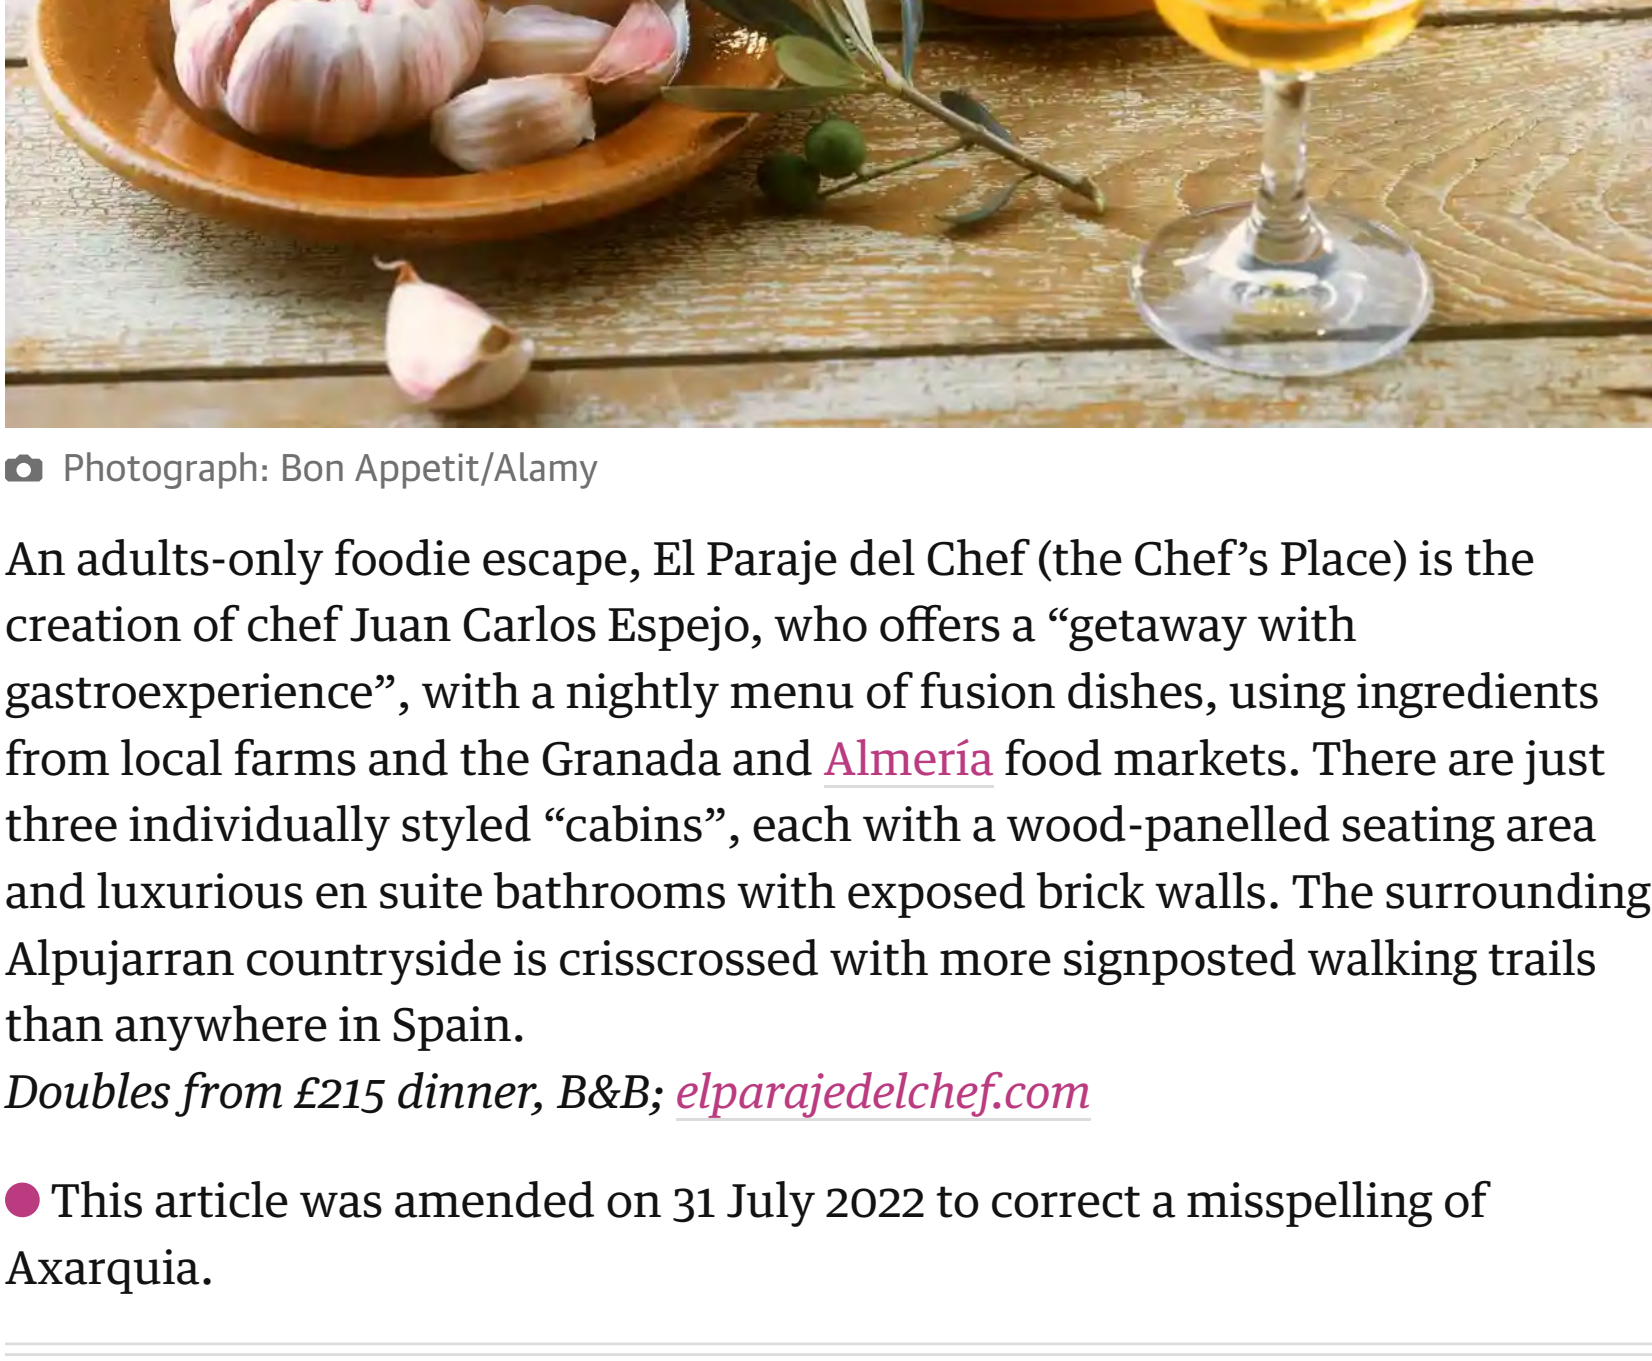 Photograph: Bon Appetit/Alamy
An adults-only foodie escape, El Paraje del Chef (the Chef’s Place) is the
creation of chef Juan Carlos Espejo, who offers a “getaway with
gastroexperience”, with a nightly menu of fusion dishes, using ingredients
from local farms and the Granada and Almería food markets. There are just
three individually styled “cabins”, each with a wood-panelled seating area
and luxurious en suite bathrooms with exposed brick walls. The surrounding
Alpujarran countryside is crisscrossed with more signposted walking trails
than anywhere in Spain.
Doubles from £215 dinner, B&B; elparajedelchef.com
● This article was amended on 31 July 2022 to correct a misspelling of
Axarquia.